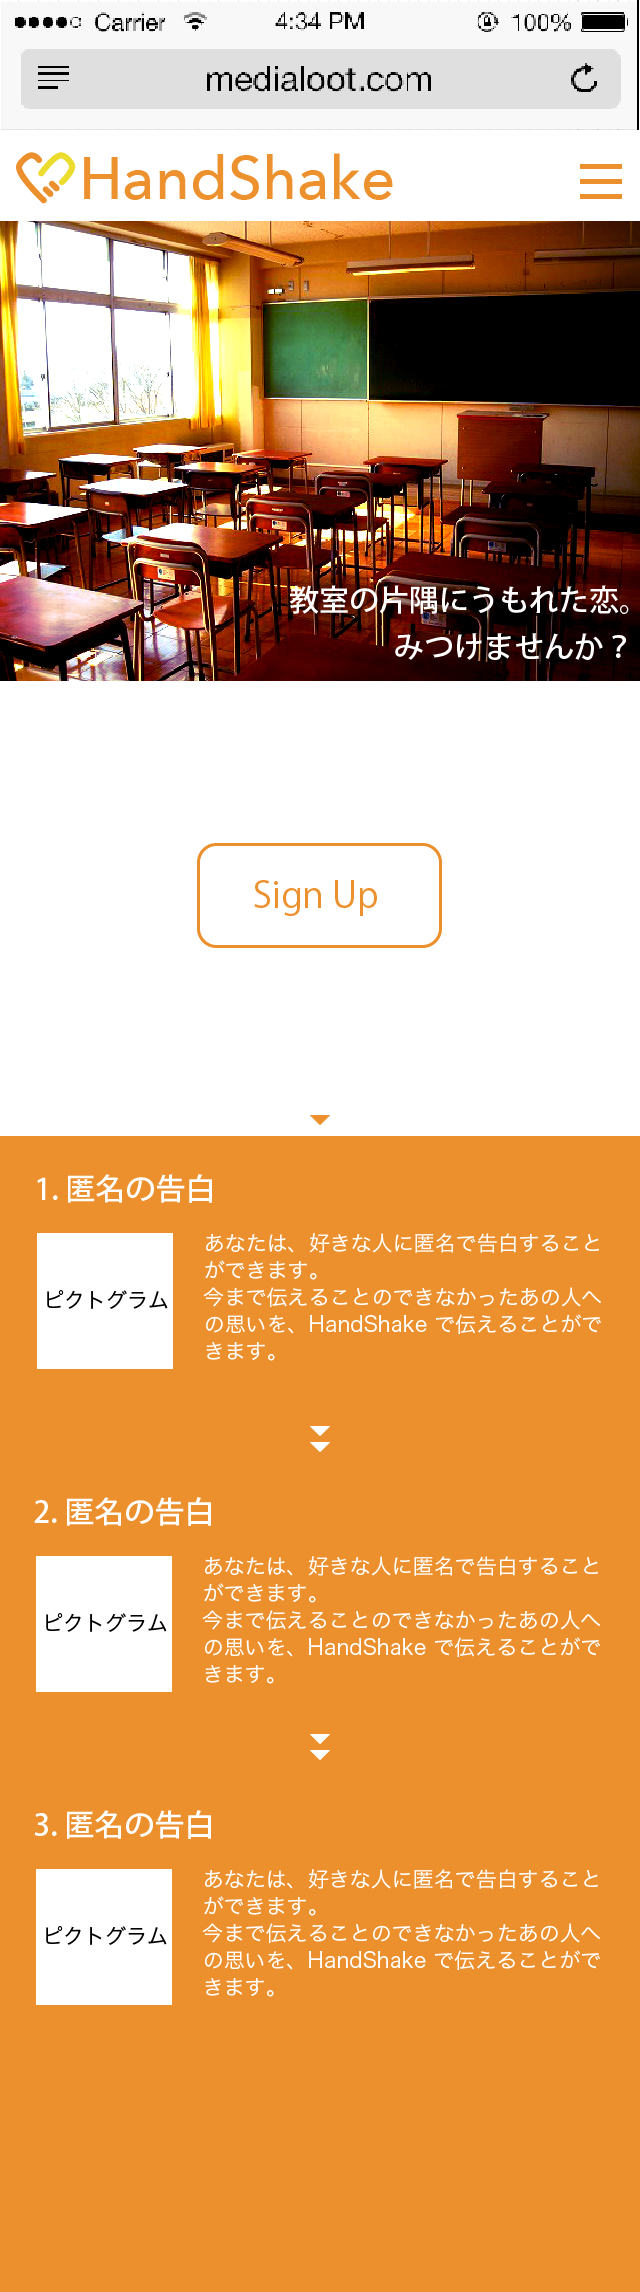 Carrier 4:34 PM 100%
medialoot.com
HandShake
教室の片隅にうもれた恋。
みつけませんか？
Sign Up
1. 匿名の告白
ピクトグラム
あなたは、好きな人に匿名で告白すること
ができます。
今まで伝えることのできなかったあの人へ
の思いを、HandShake で伝えることがで
きます。
2. 匿名の告白
ピクトグラム
あなたは、好きな人に匿名で告白すること
ができます。
今まで伝えることのできなかったあの人へ
の思いを、HandShake で伝えることがで
きます。
3. 匿名の告白
ピクトグラム
あなたは、好きな人に匿名で告白すること
ができます。
今まで伝えることのできなかったあの人へ
の思いを、HandShake で伝えることがで
きます。